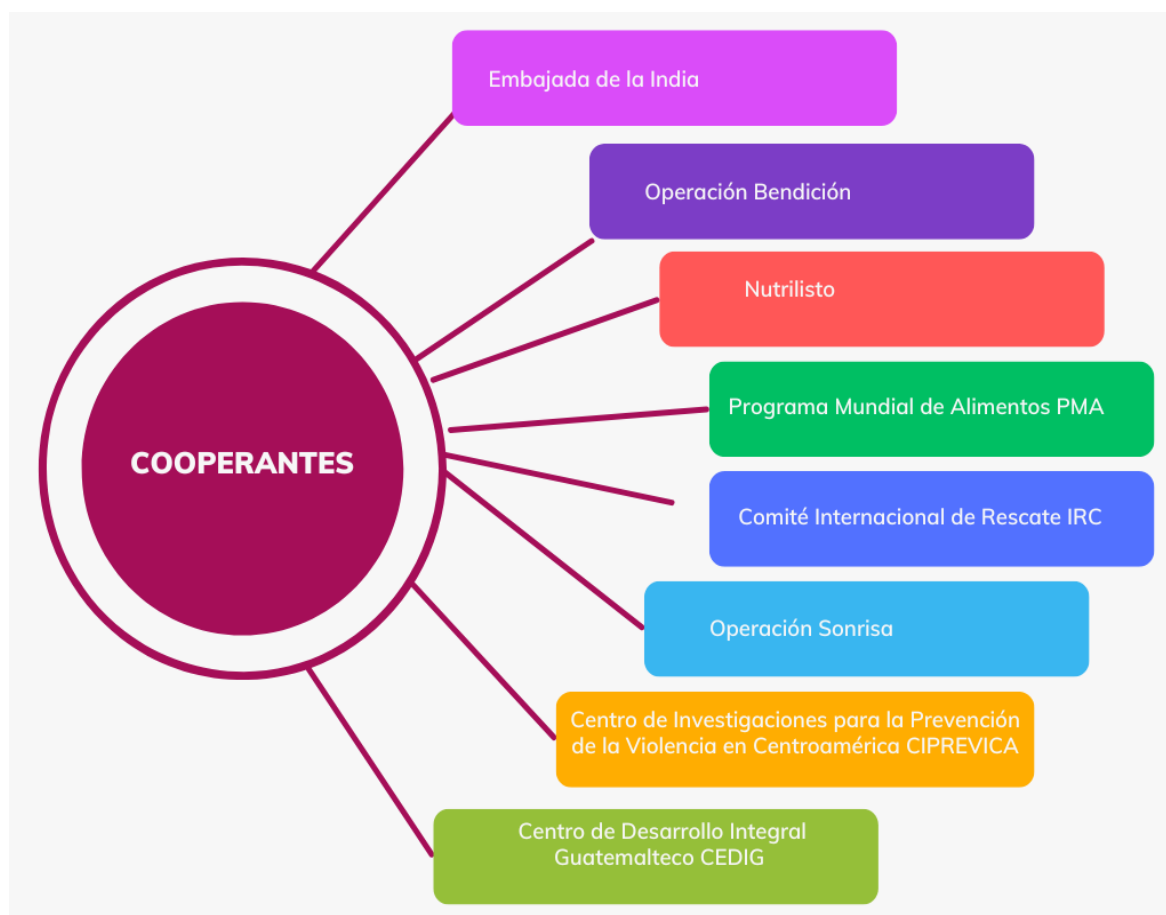 Embajada de la India
Operación Bendición
Nutrilisto
Programa Mundial de Alimentos PMA
COOPERANTES
Comité Internacional de Rescate IRC
Operación Sonrisa
Centro de Investigaciones para la Prevención
de la Violencia en Centroamérica CIPREVICA
Centro de Desarrollo Integral
Guatemalteco CEDIG